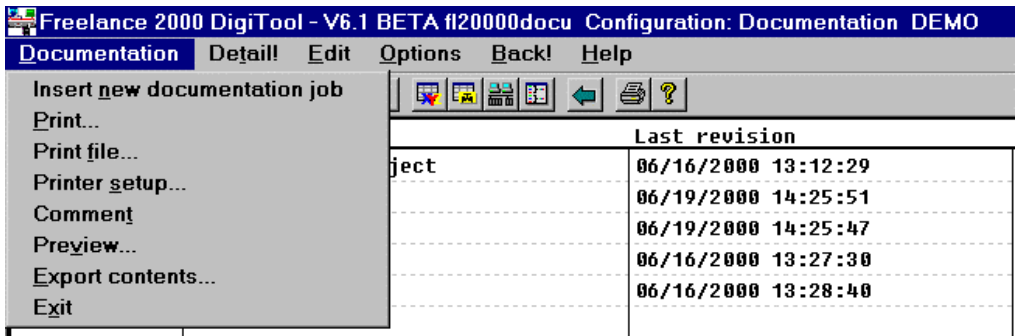 Freelance 2000 DigiTool - V6.1 BETA fl20000docu Configuration: Documentation DEMO
Documentation Detail! Edit Options Back! Help
Insert new documentation job
Print...
Print file...
Printer setup...
Comment
Preview...
Export contents...
Exit
Last revision
ject 06/16/2000 13:12:29
06/19/2000 14:25:51
06/19/2000 14:25:47
06/16/2000 13:27:30
06/16/2000 13:28:40